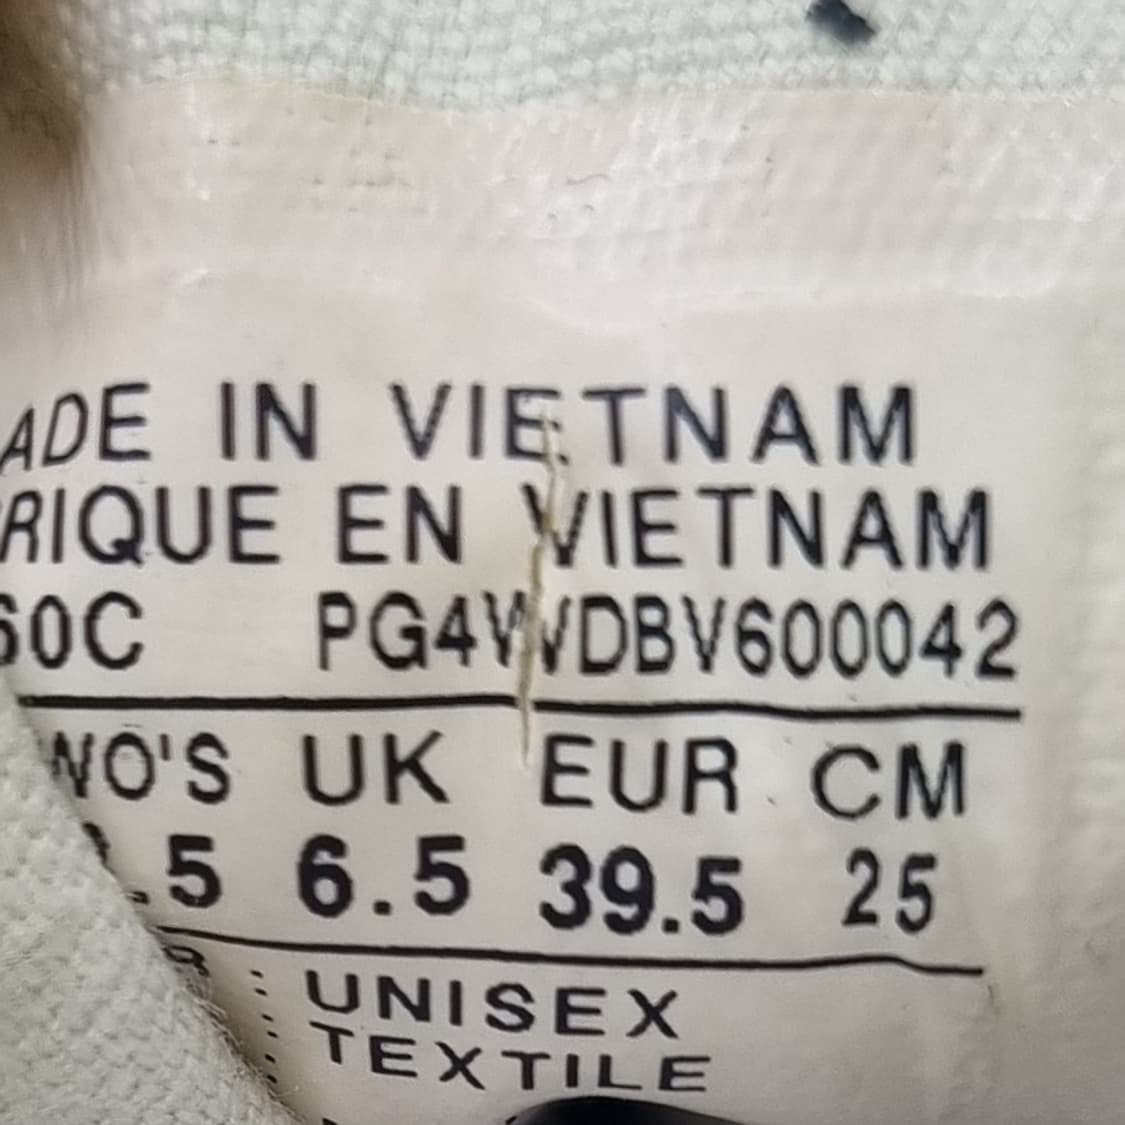 ADE IN VIETNAM
RIQUE EN VIETNAM
60C PG4WDBV600042
WO'S UK EUR CM
.5 6.5 39.5 25
: UNISEX
: TEXTILE